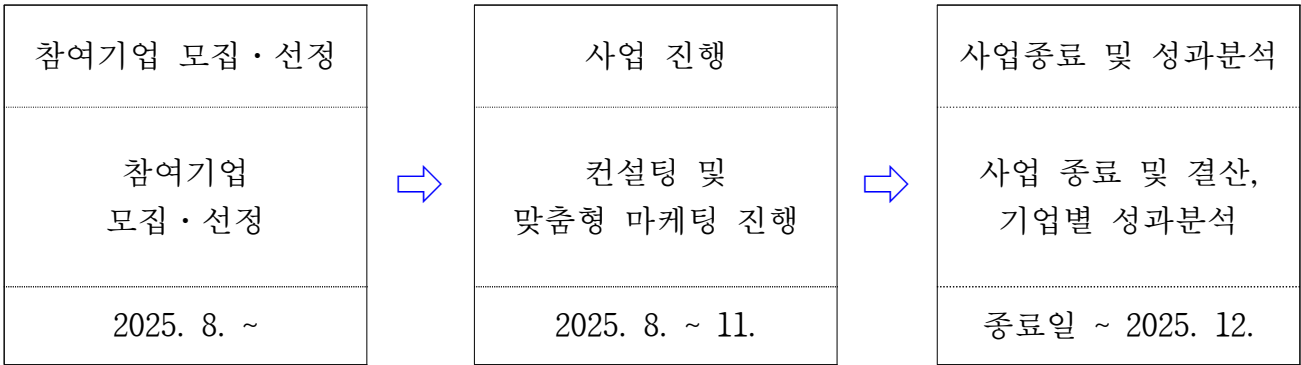 참여기업 모집・선정
참여기업
모집・선정
2025. 8. ~
사업 진행
컨설팅 및
맞춤형 마케팅 진행
2025. 8. ~ 11.
사업종료 및 성과분석
사업 종료 및 결산,
기업별 성과분석
종료일 ~ 2025. 12.